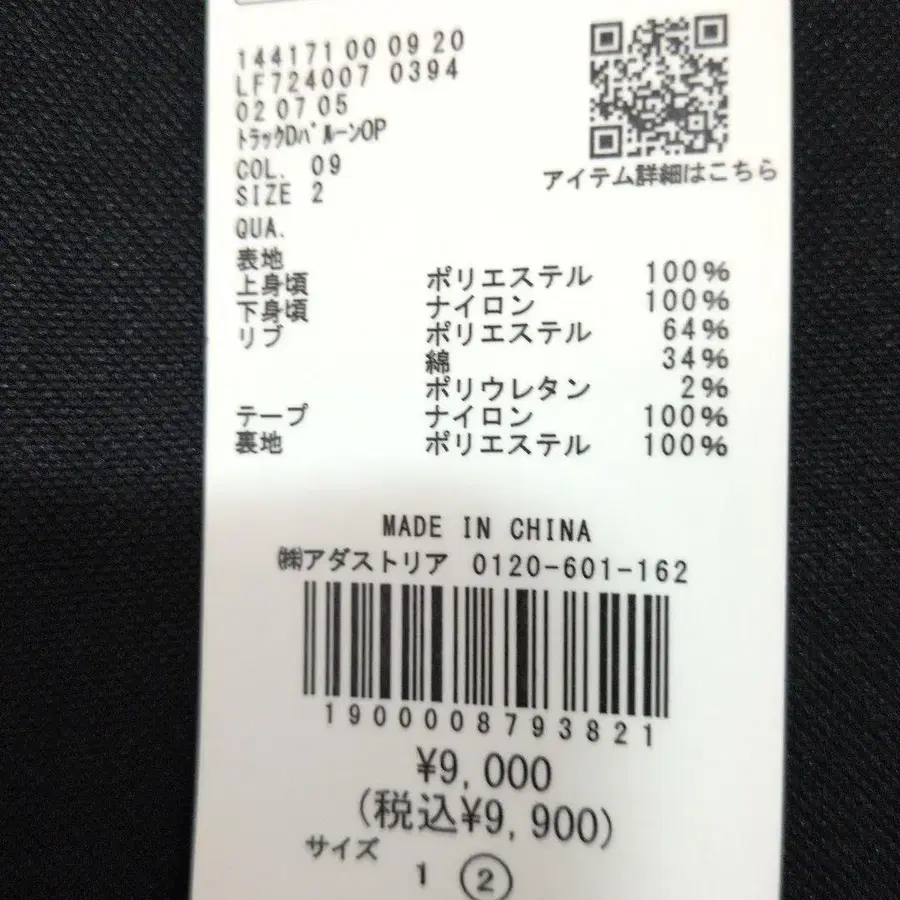 144171 00 09 20
LF724007 0394
02 07 05
ﾄﾗｯｸDﾊﾞﾙｰﾝOP
COL. 09
SIZE 2
アイテム詳細はこちら
QUA.
表地
上身頃 ポリエステル 100%
下身頃 ナイロン 100%
リブ ポリエステル 64%
綿 34%
ポリウレタン 2%
テープ ナイロン 100%
裏地 ポリエステル 100%
MADE IN CHINA
㈱アダストリア 0120-601-162
1900008793821
¥9,000
(税込¥9,900)
サイズ
1 ②